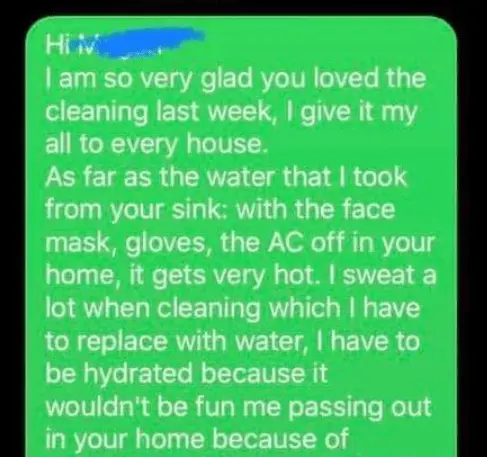 Hi
I am so very glad you loved the
cleaning last week, I give it my
all to every house.
As far as the water that I took
from your sink: with the face
mask, gloves, the AC off in your
home, it gets very hot. I sweat a
lot when cleaning which I have
to replace with water, I have to
be hydrated because it
wouldn't be fun me passing out
in your home because of